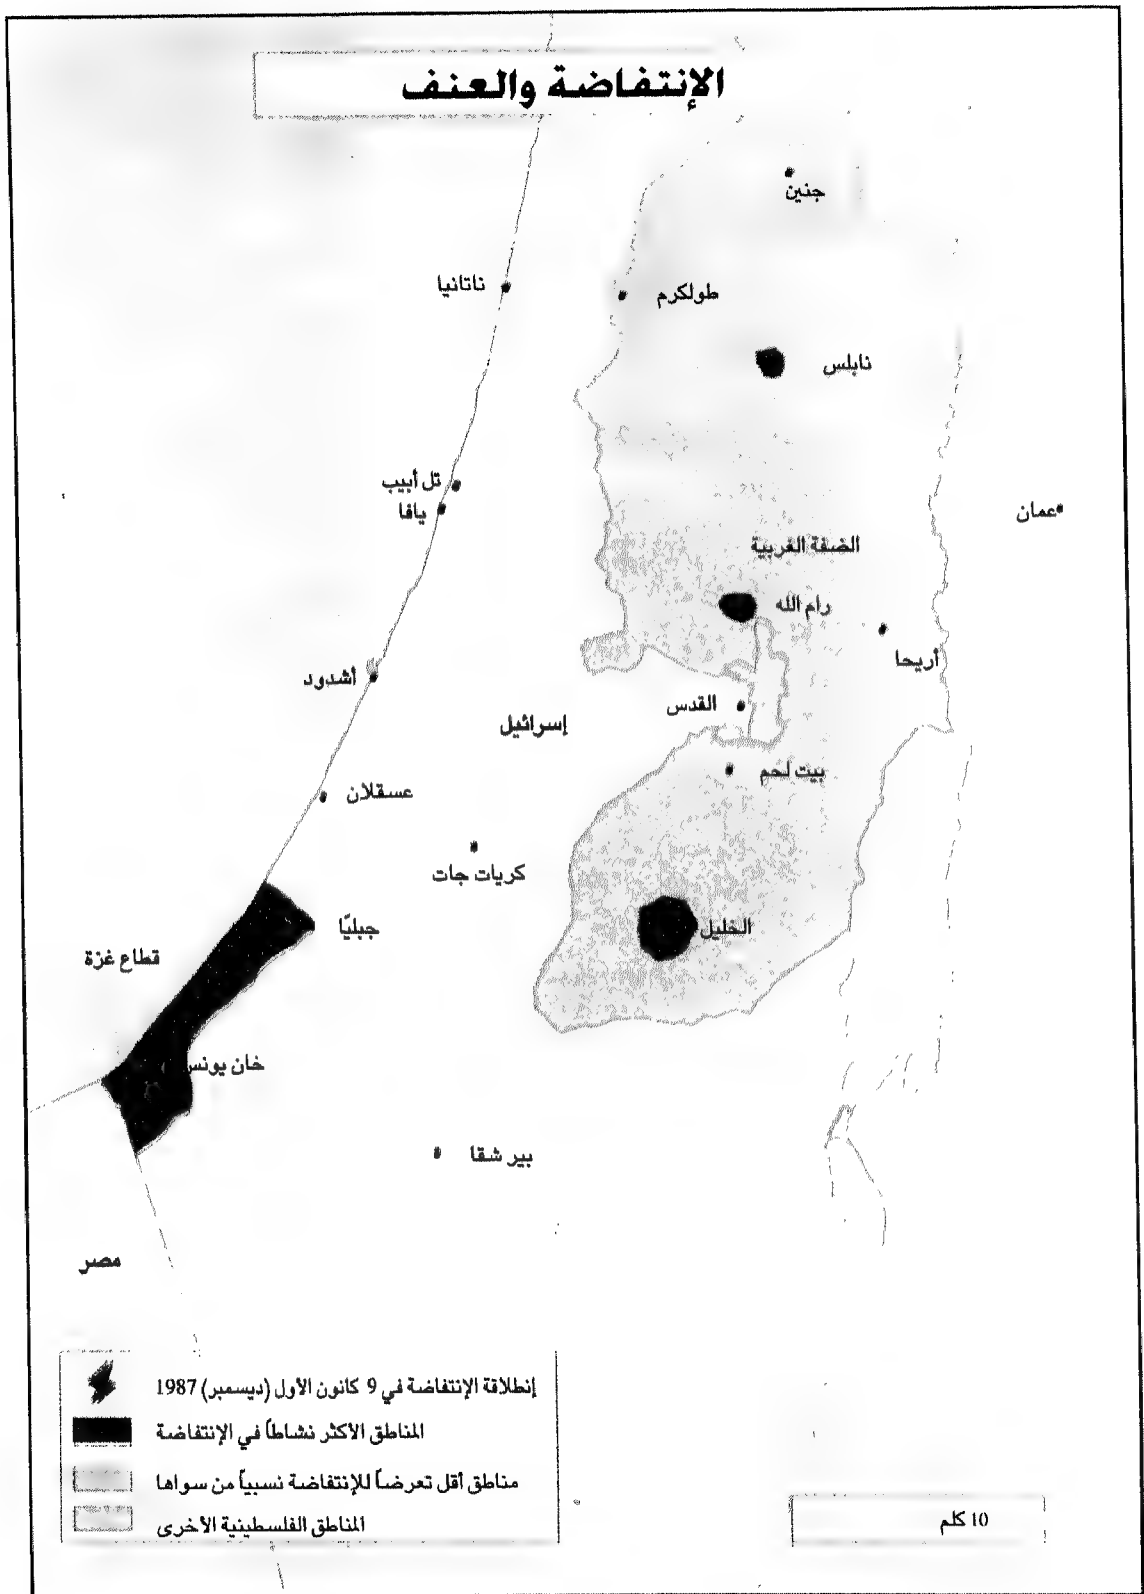 الإنتفاضة والعنف
جنين
ناتانيا
طولكرم
نابلس
تل أبيب
يافا
عمان
الضفة الغربية
رام الله
أريحا
أشدود
القدس
إسرائيل
بيت لحم
عسقلان
كريات جات
جبليّا
الخليل
قطاع غزة
خان يونس
بير شقا
مصر
إنطلاقة الإنتفاضة في 9 كانون الأول (ديسمبر) 1987
المناطق الأكثر نشاطاً في الإنتفاضة
مناطق أقل تعرضاً للإنتفاضة نسبياً من سواها
المناطق الفلسطينية الأخرى
10 كلم